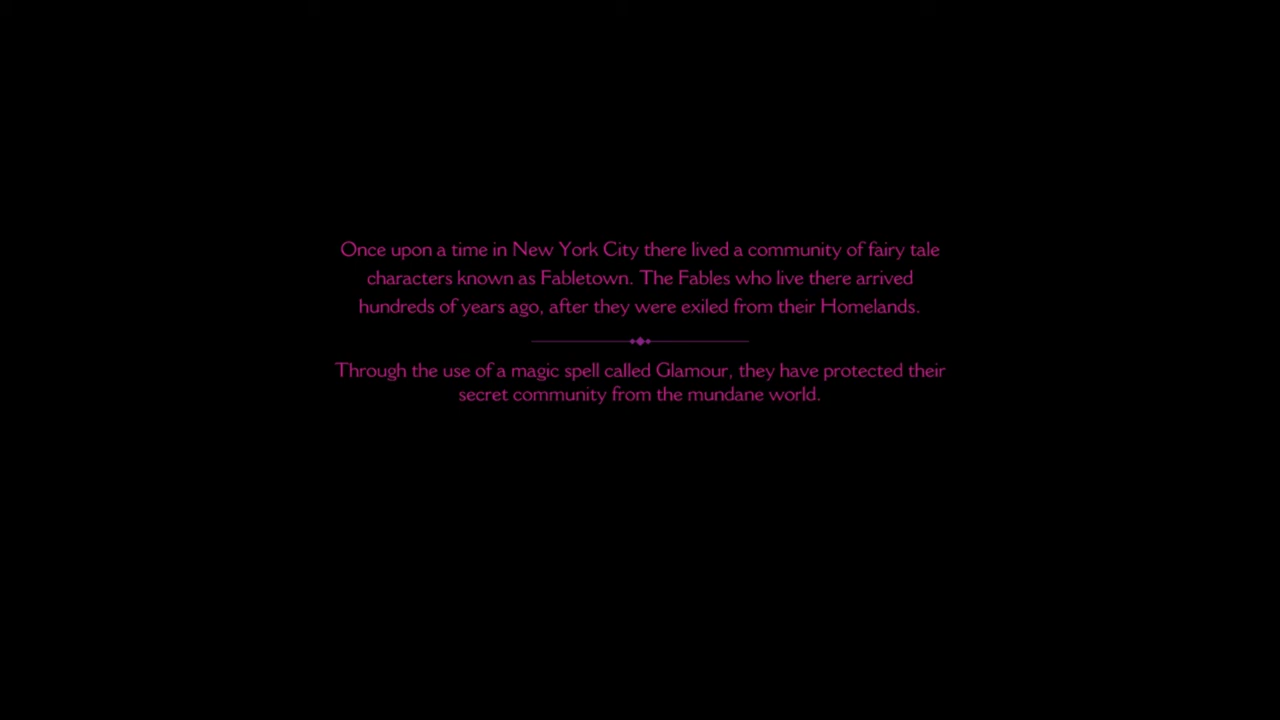 Once upon a time in New York City there lived a community of fairy tale
characters known as Fabletown. The Fables who live there arrived
hundreds of years ago, after they were exiled from their Homelands.
Through the use of a magic spell called Glamour, they have protected their
secret community from the mundane world.